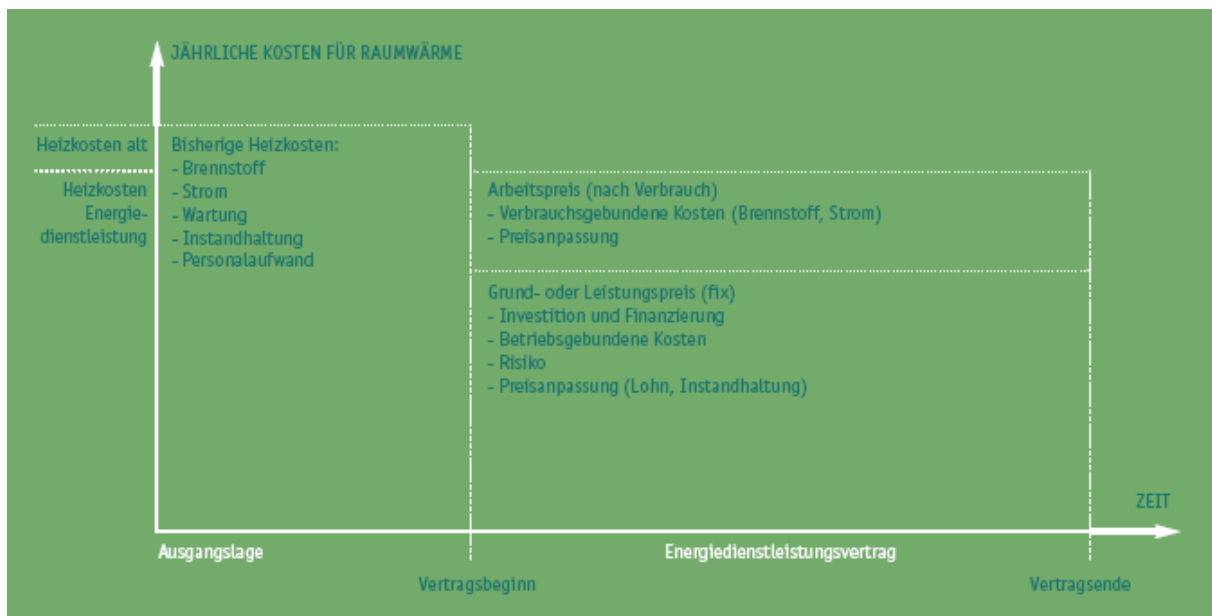 JÄHRLICHE KOSTEN FÜR RAUMWÄRME
Heizkosten alt
Heizkosten
Energie-
dienstleistung
Bisherige Heizkosten:
- Brennstoff
- Strom
- Wartung
- Instandhaltung
- Personalaufwand
Arbeitspreis (nach Verbrauch)
- Verbrauchsgebundene Kosten (Brennstoff, Strom)
- Preisanpassung
Grund- oder Leistungspreis (fix)
- Investition und Finanzierung
- Betriebsgebundene Kosten
- Risiko
- Preisanpassung (Lohn, Instandhaltung)
ZEIT
Ausgangslage
Energiedienstleistungsvertrag
Vertragsbeginn
Vertragsende